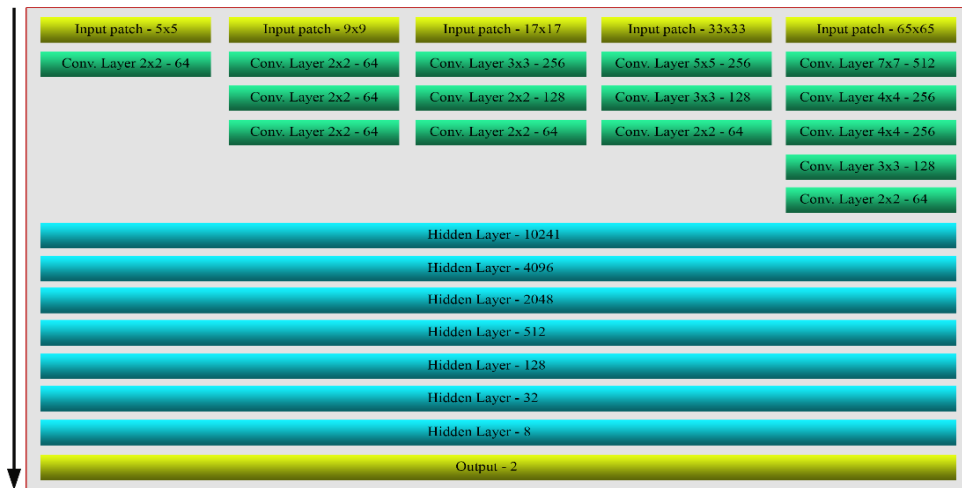 Input patch - 5x5 Input patch - 9x9 Input patch - 17x17 Input patch - 33x33 Input patch - 65x65
Conv. Layer 2x2 - 64 Conv. Layer 2x2 - 64 Conv. Layer 3x3 - 256 Conv. Layer 5x5 - 256 Conv. Layer 7x7 - 512
Conv. Layer 2x2 - 64 Conv. Layer 2x2 - 128 Conv. Layer 3x3 - 128 Conv. Layer 4x4 - 256
Conv. Layer 2x2 - 64 Conv. Layer 2x2 - 64 Conv. Layer 2x2 - 64 Conv. Layer 4x4 - 256
Conv. Layer 3x3 - 128
Conv. Layer 2x2 - 64
Hidden Layer - 10241
Hidden Layer - 4096
Hidden Layer - 2048
Hidden Layer - 512
Hidden Layer - 128
Hidden Layer - 32
Hidden Layer - 8
Output - 2